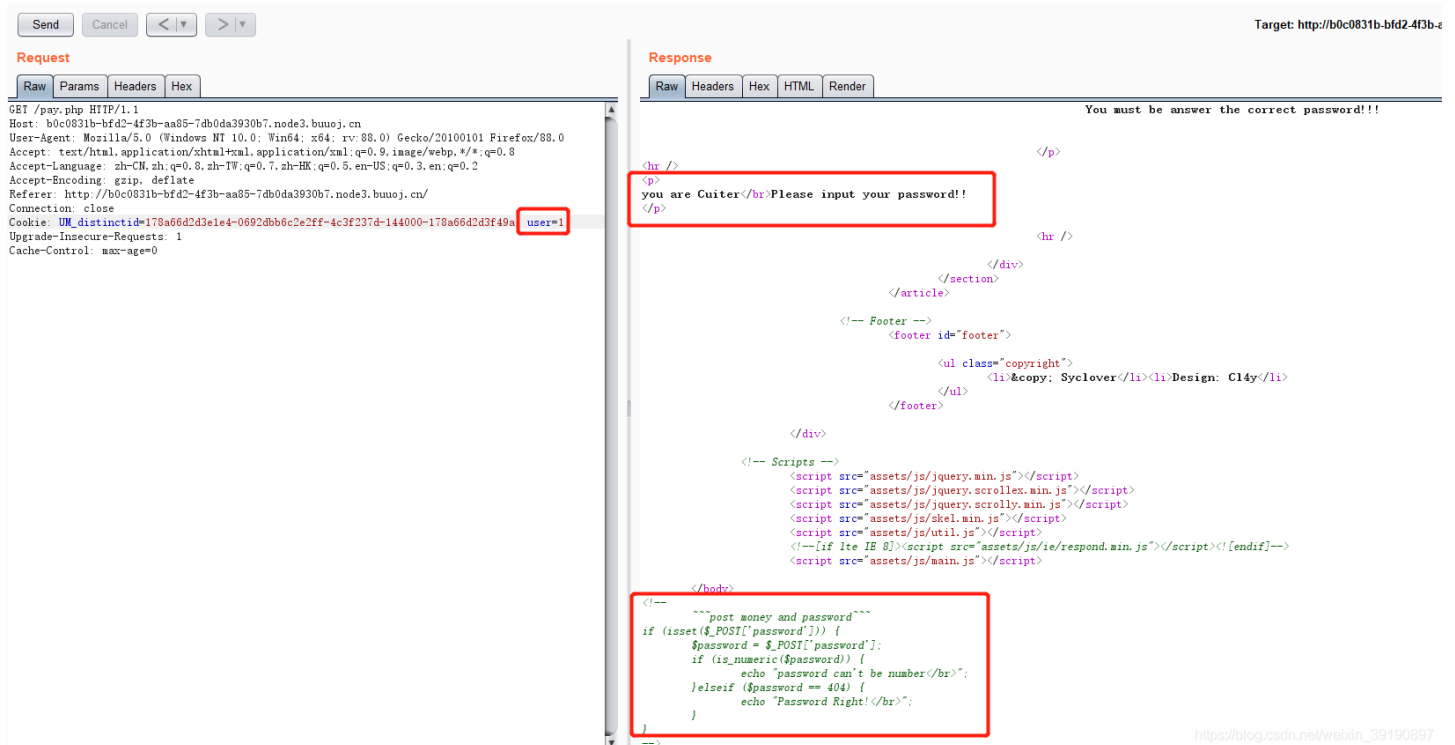 Send Cancel < ▼ > ▼ Target: http://b0c0831b-bfd2-4f3b-a
Request
Raw Params Headers Hex
GET /pay.php HTTP/1.1
Host: b0c0831b-bfd2-4f3b-aa85-7db0da3930b7.node3.buuoj.cn
User-Agent: Mozilla/5.0 (Windows NT 10.0; Win64; x64; rv:88.0) Gecko/20100101 Firefox/88.0
Accept: text/html,application/xhtml+xml,application/xml;q=0.9,image/webp,*/*;q=0.8
Accept-Language: zh-CN,zh;q=0.8,zh-TW;q=0.7,zh-HK;q=0.5,en-US;q=0.3,en;q=0.2
Accept-Encoding: gzip, deflate
Referer: http://b0c0831b-bfd2-4f3b-aa85-7db0da3930b7.node3.buuoj.cn/
Connection: close
Cookie: UM_distinctid=178a66d2d3e1e4-0692dbb6c2e2ff-4c3f237d-144000-178a66d2d3f49a user=1
Upgrade-Insecure-Requests: 1
Cache-Control: max-age=0
Response
Raw Headers Hex HTML Render
You must be answer the correct password!!!
</p>
<hr />
<p>
you are Cuiter</br>Please input your password!!
</p>
<hr />
</div>
</section>
</article>
<!-- Footer -->
<footer id="footer">
<ul class="copyright">
<li>&copy; Syclover</li><li>Design: Cl4y</li>
</ul>
</footer>
</div>
<!-- Scripts -->
<script src="assets/js/jquery.min.js"></script>
<script src="assets/js/jquery.scrollex.min.js"></script>
<script src="assets/js/jquery.scrolly.min.js"></script>
<script src="assets/js/skel.min.js"></script>
<script src="assets/js/util.js"></script>
<!--[if lte IE 8]><script src="assets/js/ie/respond.min.js"></script><![endif]-->
<script src="assets/js/main.js"></script>
</body>
<!--
~~~post money and password~~~
if (isset($_POST['password'])) {
$password = $_POST['password'];
if (is_numeric($password)) {
echo "password can't be number</br>";
}elseif ($password == 404) {
echo "Password Right!</br>";
}
}
-->
https://blog.csdn.net/weixin_39190897